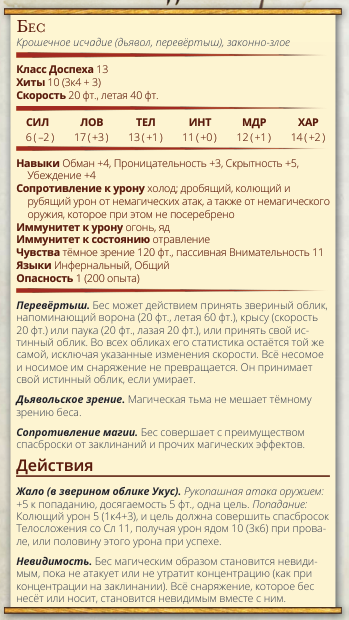 Бес
Крошечное исчадие (дьявол, перевёртыш), законно-злое
Класс Доспеха 13
Хиты 10 (3к4 + 3)
Скорость 20 фт., летая 40 фт.
СИЛ ЛОВ ТЕЛ ИНТ МДР ХАР
6 (–2) 17 (+3) 13 (+1) 11 (+0) 12 (+1) 14 (+2)
Навыки Обман +4, Проницательность +3, Скрытность +5,
Убеждение +4
Сопротивление к урону холод; дробящий, колющий и
рубящий урон от немагических атак, а также от немагического
оружия, которое при этом не посеребрено
Иммунитет к урону огонь, яд
Иммунитет к состоянию отравление
Чувства тёмное зрение 120 фт., пассивная Внимательность 11
Языки Инфернальный, Общий
Опасность 1 (200 опыта)
Перевёртыш. Бес может действием принять звериный облик,
напоминающий ворона (20 фт., летая 60 фт.), крысу (скорость
20 фт.) или паука (20 фт., лазая 20 фт.), или принять свой ис-
тинный облик. Во всех обликах его статистика остаётся той же
самой, исключая указанные изменения скорости. Всё несомое
и носимое им снаряжение не превращается. Он принимает
свой истинный облик, если умирает.
Дьявольское зрение. Магическая тьма не мешает тёмному
зрению беса.
Сопротивление магии. Бес совершает с преимуществом
спасброски от заклинаний и прочих магических эффектов.
Действия
Жало (в зверином облике Укус). Рукопашная атака оружием:
+5 к попаданию, досягаемость 5 фт., одна цель. Попадание:
Колющий урон 5 (1к4+3), и цель должна совершить спасбросок
Телосложения со Сл 11, получая урон ядом 10 (3к6) при прова-
ле, или половину этого урона при успехе.
Невидимость. Бес магическим образом становится невиди-
мым, пока не атакует или не утратит концентрацию (как при
концентрации на заклинании). Всё снаряжение, которое бес
несёт или носит, становится невидимым вместе с ним.